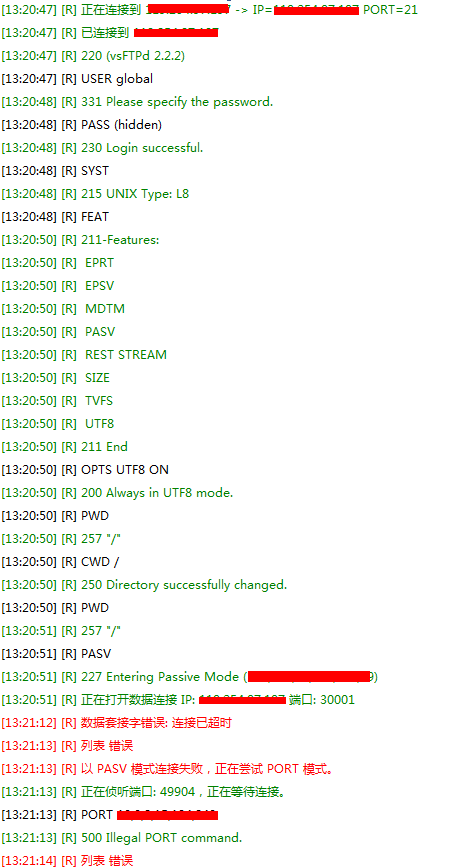 [13:20:47] [R] 正在连接到 -> IP= PORT=21
[13:20:47] [R] 已连接到
[13:20:47] [R] 220 (vsFTPd 2.2.2)
[13:20:47] [R] USER global
[13:20:48] [R] 331 Please specify the password.
[13:20:48] [R] PASS (hidden)
[13:20:48] [R] 230 Login successful.
[13:20:48] [R] SYST
[13:20:48] [R] 215 UNIX Type: L8
[13:20:48] [R] FEAT
[13:20:50] [R] 211-Features:
[13:20:50] [R] EPRT
[13:20:50] [R] EPSV
[13:20:50] [R] MDTM
[13:20:50] [R] PASV
[13:20:50] [R] REST STREAM
[13:20:50] [R] SIZE
[13:20:50] [R] TVFS
[13:20:50] [R] UTF8
[13:20:50] [R] 211 End
[13:20:50] [R] OPTS UTF8 ON
[13:20:50] [R] 200 Always in UTF8 mode.
[13:20:50] [R] PWD
[13:20:50] [R] 257 "/"
[13:20:50] [R] CWD /
[13:20:50] [R] 250 Directory successfully changed.
[13:20:50] [R] PWD
[13:20:51] [R] 257 "/"
[13:20:51] [R] PASV
[13:20:51] [R] 227 Entering Passive Mode ( 9)
[13:20:51] [R] 正在打开数据连接 IP: 端口: 30001
[13:21:12] [R] 数据套接字错误: 连接已超时
[13:21:13] [R] 列表 错误
[13:21:13] [R] 以 PASV 模式连接失败，正在尝试 PORT 模式。
[13:21:13] [R] 正在侦听端口: 49904，正在等待连接。
[13:21:13] [R] PORT
[13:21:13] [R] 500 Illegal PORT command.
[13:21:14] [R] 列表 错误